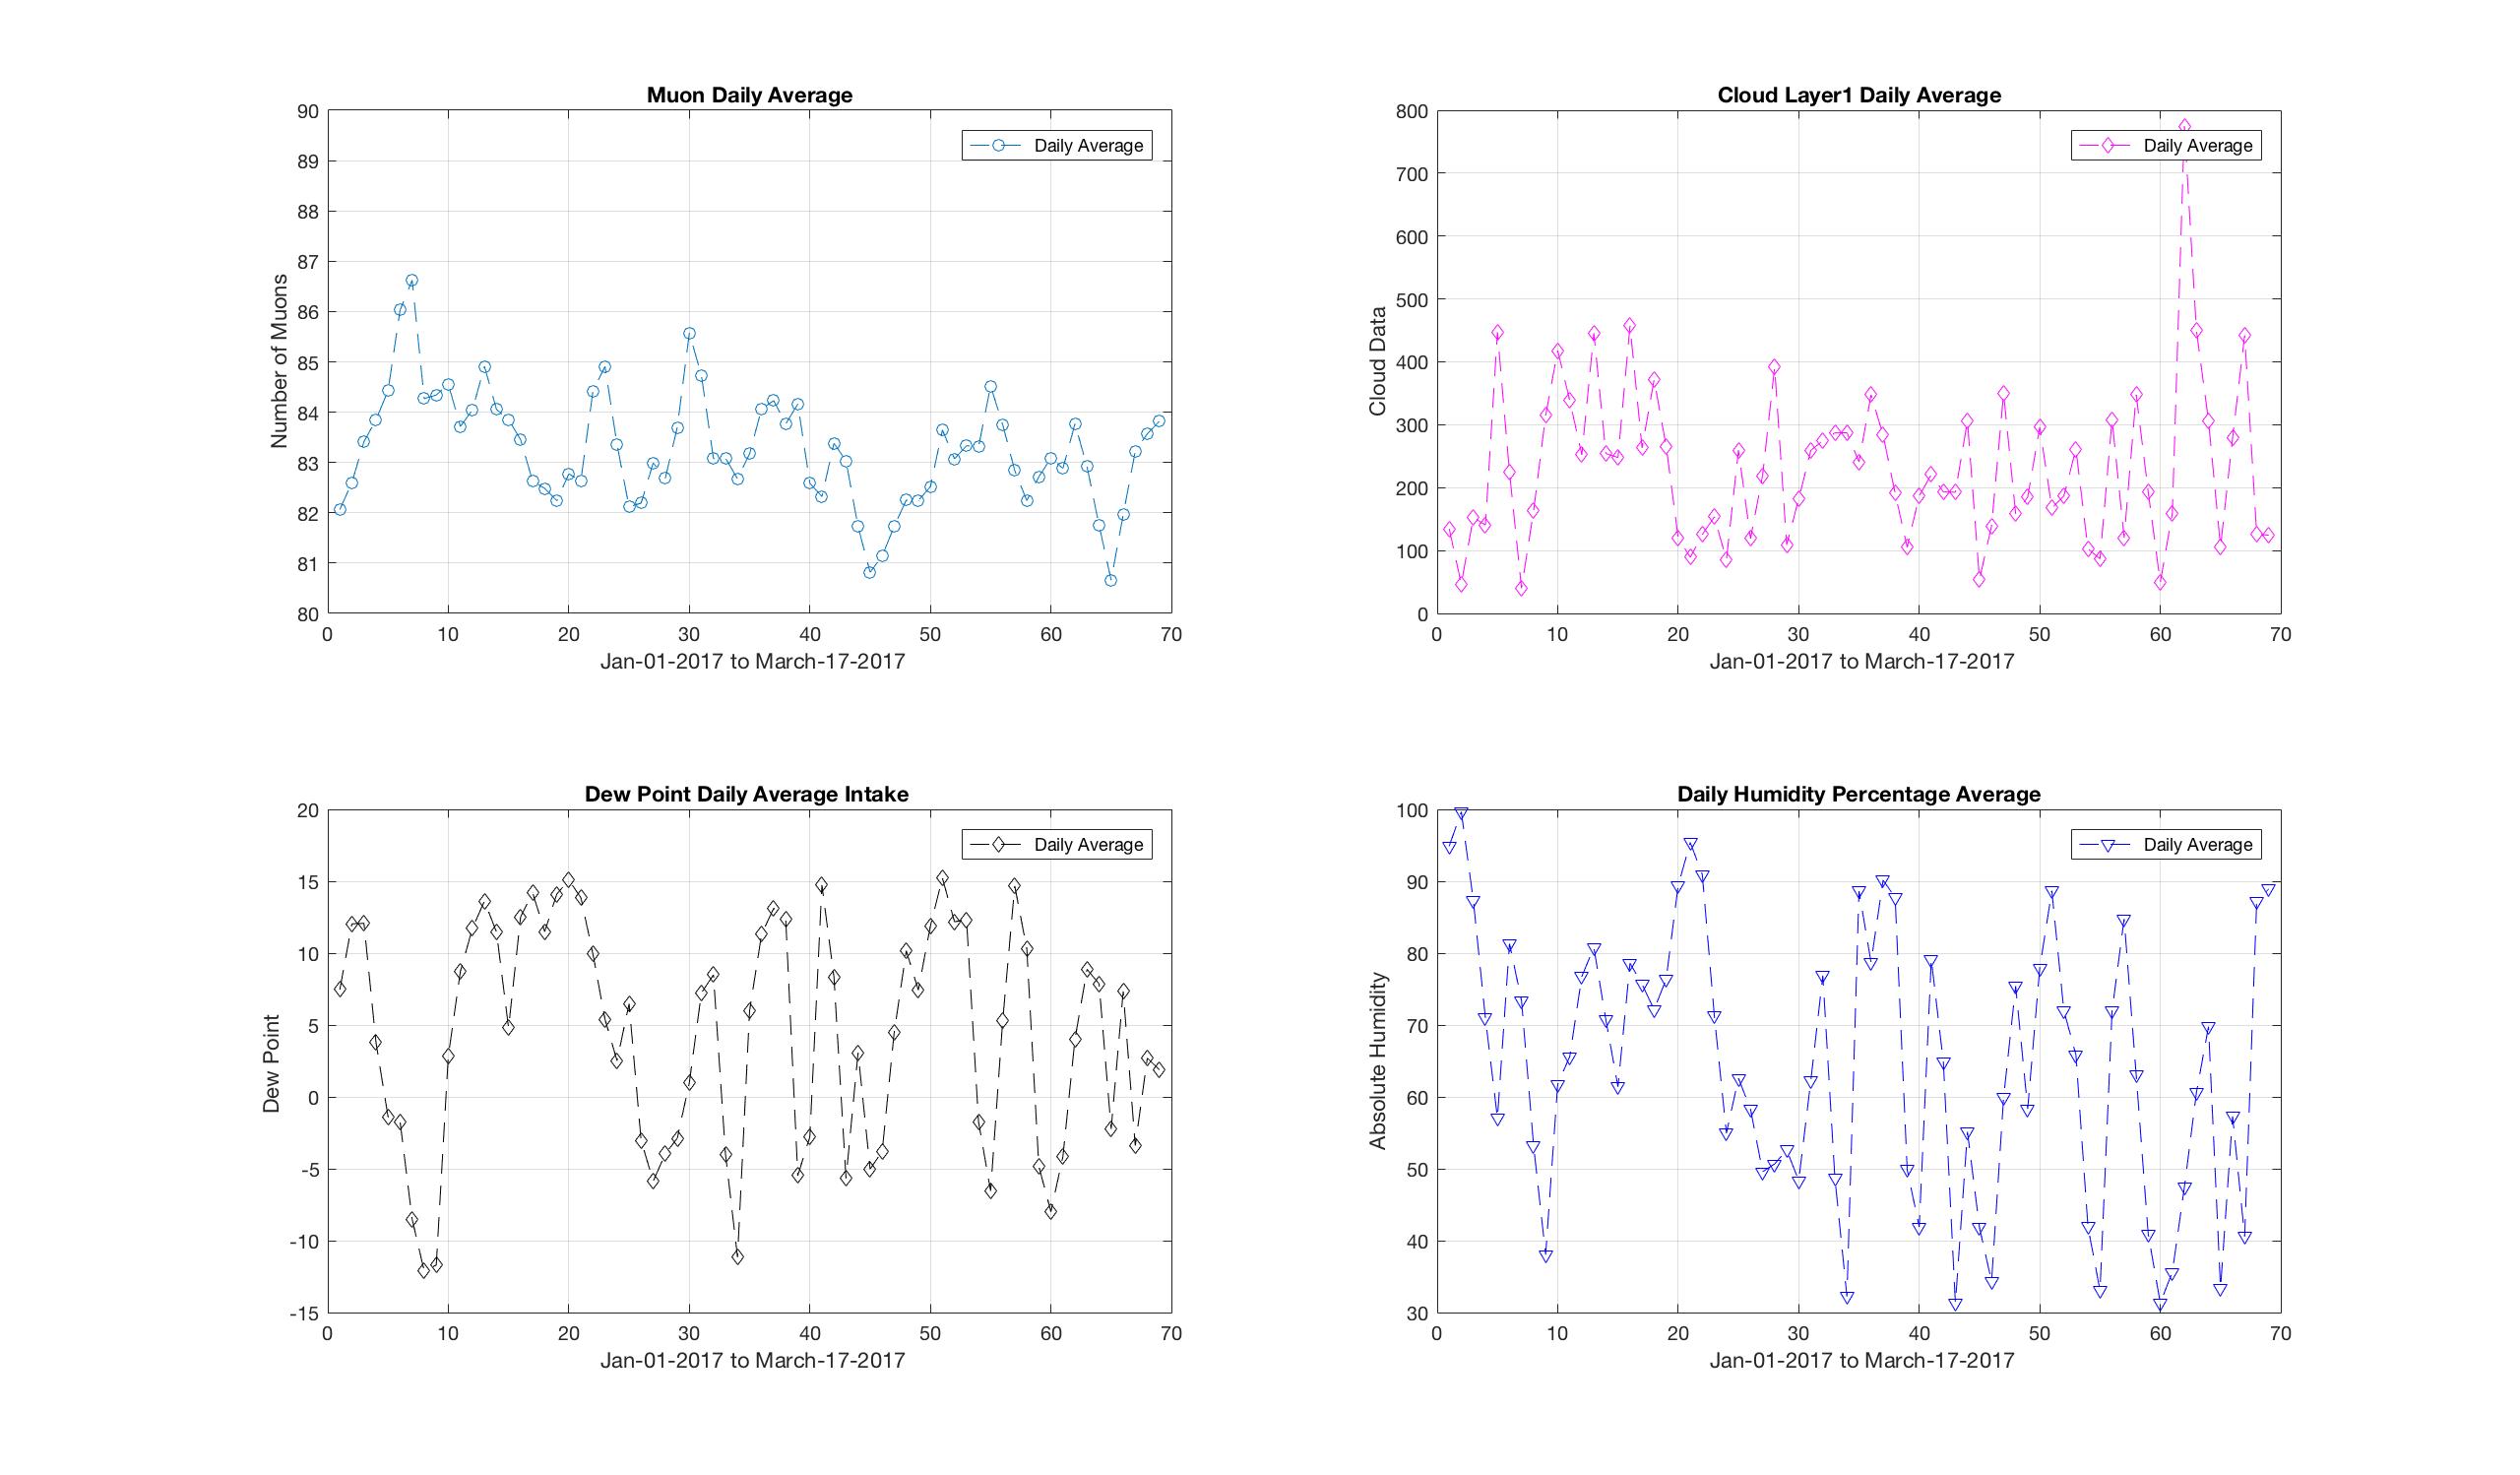 Muon Daily Average
90
89
88
87
86
85
84
83
82
81
80
Number of Muons
Daily Average
0 10 20 30 40 50 60 70
Jan-01-2017 to March-17-2017
Cloud Layer1 Daily Average
800
700
600
500
400
300
200
100
0
Cloud Data
Daily Average
0 10 20 30 40 50 60 70
Jan-01-2017 to March-17-2017
Dew Point Daily Average Intake
20
15
10
5
0
-5
-10
-15
Dew Point
Daily Average
0 10 20 30 40 50 60 70
Jan-01-2017 to March-17-2017
Daily Humidity Percentage Average
100
90
80
70
60
50
40
30
Absolute Humidity
Daily Average
0 10 20 30 40 50 60 70
Jan-01-2017 to March-17-2017